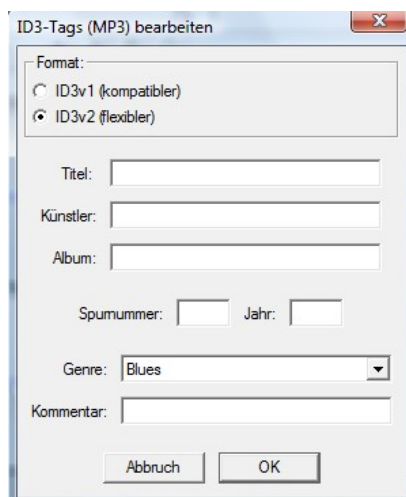 ID3-Tags (MP3) bearbeiten
Format:
ID3v1 (kompatibler)
ID3v2 (flexibler)
Titel:
Künstler:
Album:
Spurnummer: Jahr:
Genre: Blues
Kommentar:
Abbruch OK